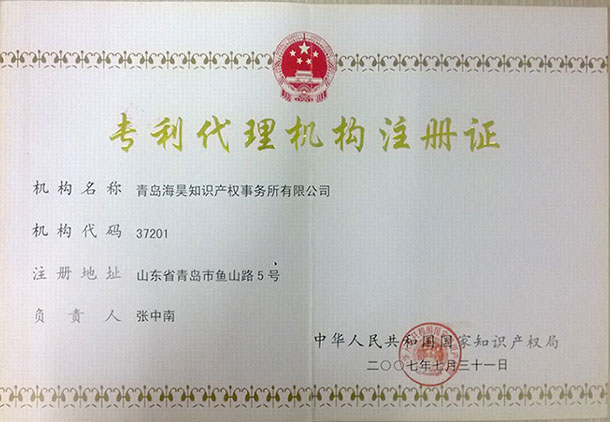 专利代理机构注册证
机构名称 青岛海昊知识产权事务所有限公司
机构代码 37201
注册地址 山东省青岛市鱼山路5号
负责人 张中南
中华人民共和国国家知识产权局
二〇〇七年七月三十一日